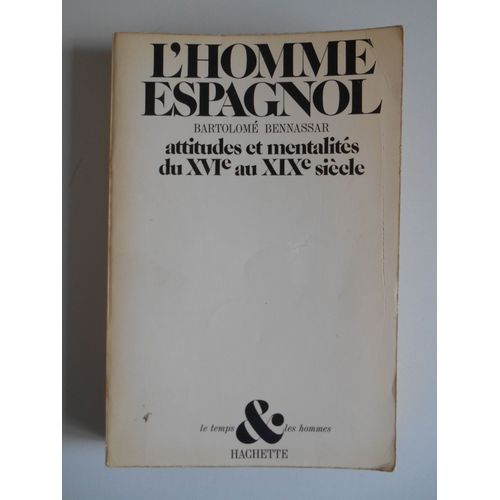 L'HOMME
ESPAGNOL
BARTOLOMÉ BENNASSAR
attitudes et mentalités
du XVIe au XIXe siècle
le temps & les hommes
HACHETTE